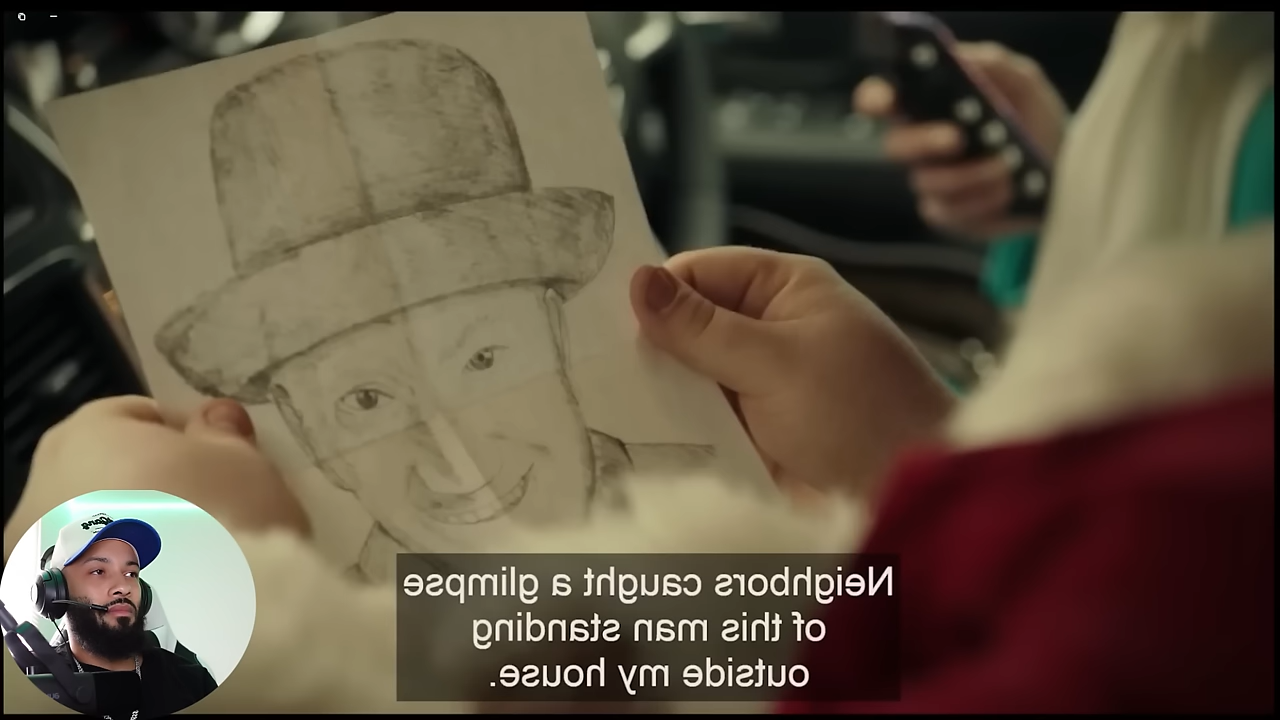 Neighbors caught a glimpse
of this man standing
outside my house.